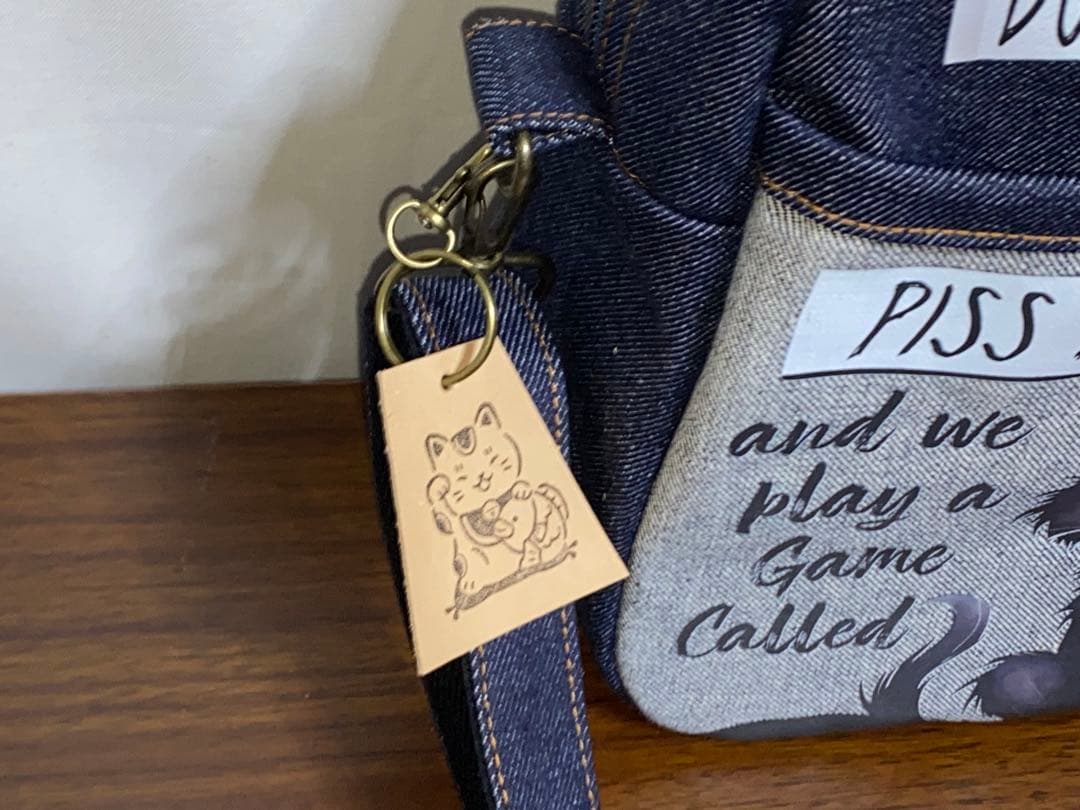 PISS
and we
play a
Game
Called